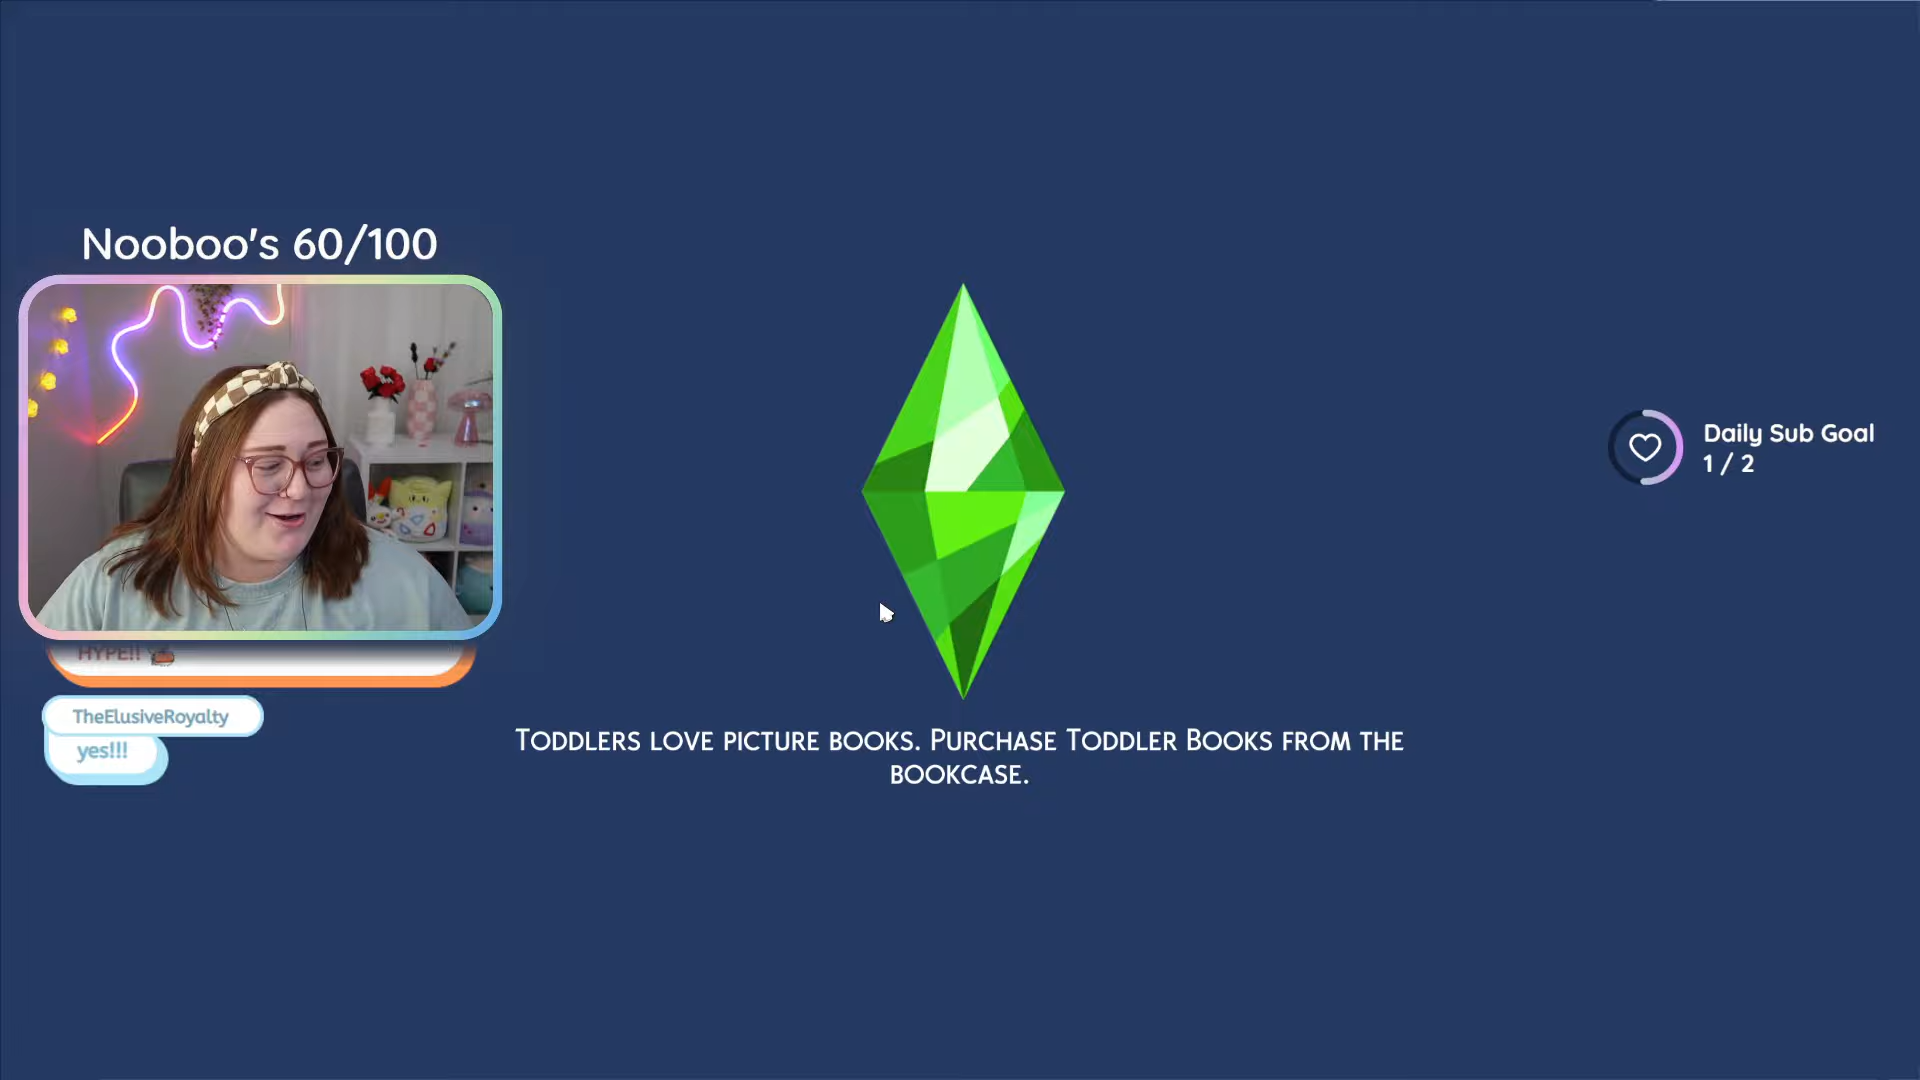 Nooboo's 60/100
HYPE!!
TheElusiveRoyalty
yes!!!
Toddlers love picture books. Purchase Toddler Books from the
bookcase.
Daily Sub Goal
1 / 2